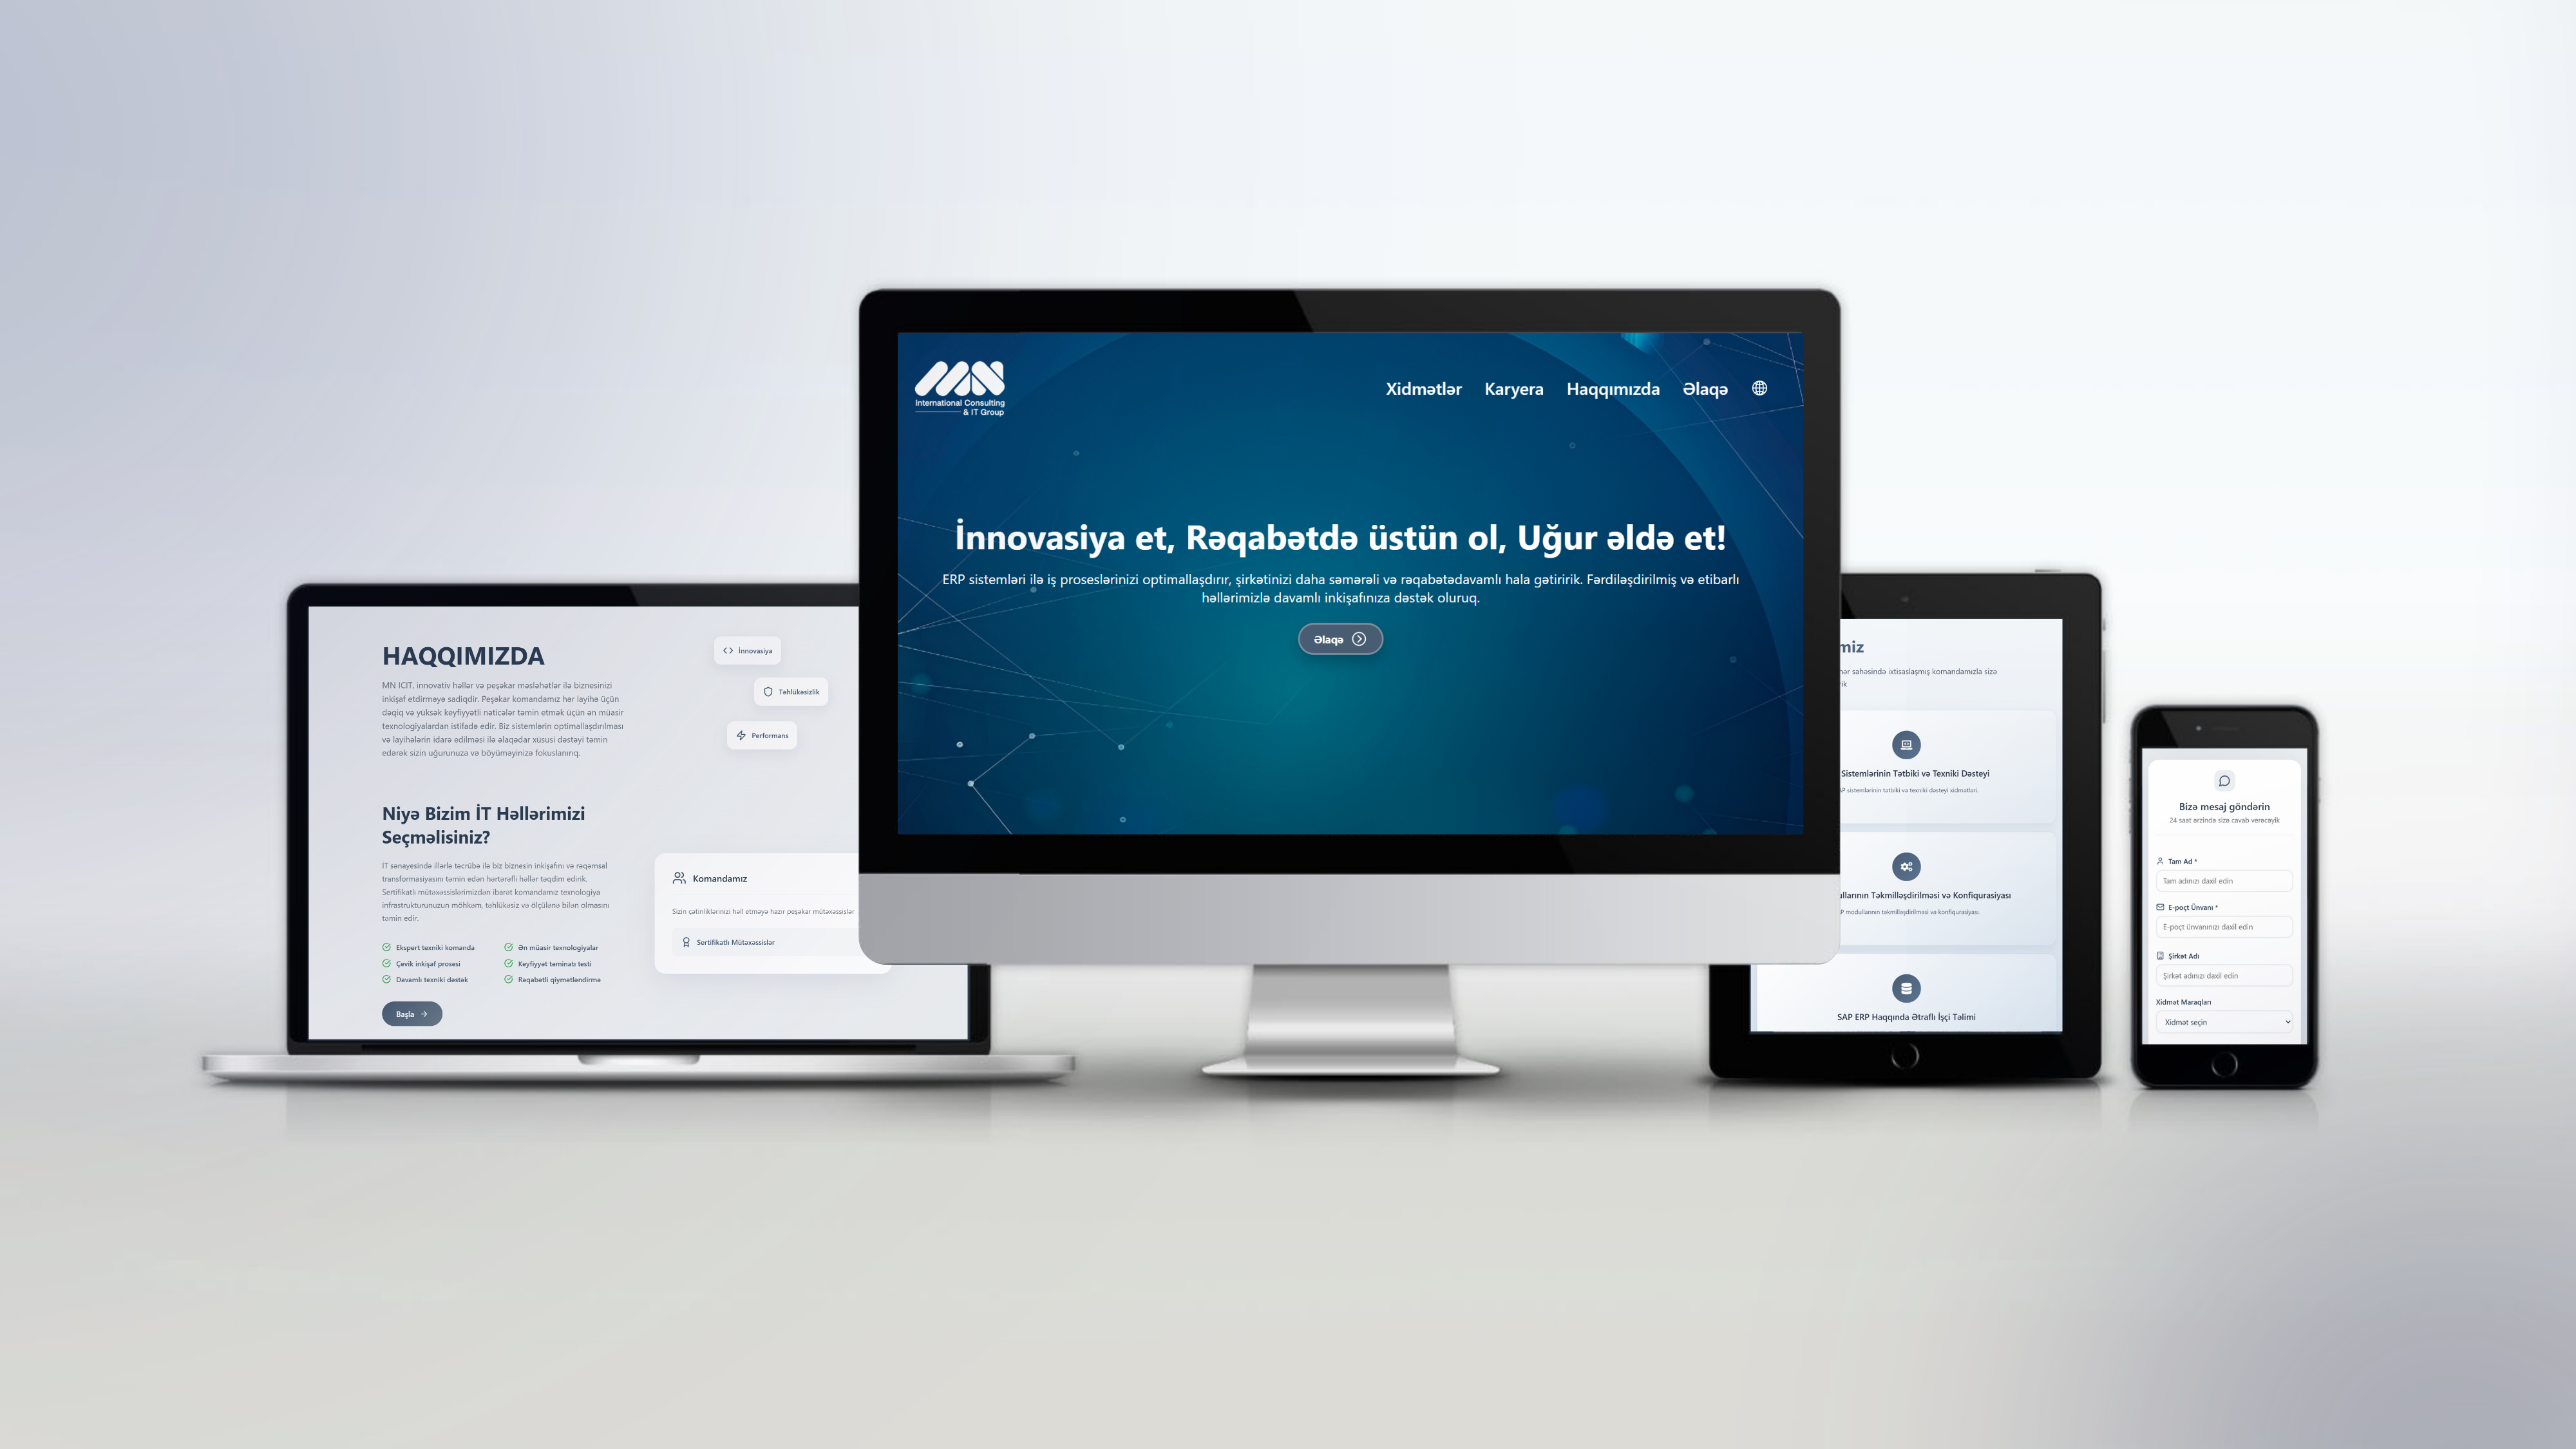 International Consulting
& IT Group
Xidmətlər Karyera Haqqımızda Əlaqə
İnnovasiya et, Rəqabətdə üstün ol, Uğur əldə et!
ERP sistemləri ilə iş proseslərinizi optimallaşdırır, şirkətinizi daha səmərəli və rəqabətədavamlı hala gətiririk. Fərdiləşdirilmiş və etibarlı
həllərimizlə davamlı inkişafınıza dəstək oluruq.
Əlaqə
HAQQIMIZDA
MN ICIT, innovativ həllər və peşəkar məsləhətlər ilə biznesinizi
inkişaf etdirməyə sadiqdir. Peşəkar komandamız hər layihə üçün
dəqiq və yüksək keyfiyyətli nəticələr təmin etmək üçün ən müasir
texnologiyalardan istifadə edir. Biz sistemlərin optimallaşdırılması
və layihələrin idarə edilməsi ilə əlaqədar xüsusi dəstəyi təmin
edərək sizin uğurunuza və böyüməyinizə fokuslanırıq.
İnnovasiya
Təhlükəsizlik
Performans
Niyə Bizim İT Həllərimizi
Seçməlisiniz?
İT sənayesində illərlə təcrübə ilə biz biznesin inkişafını və rəqəmsal
transformasiyasını təmin edən hərtərəfli həllər təqdim edirik.
Sertifikatlı mütəxəssislərimizdən ibarət komandamız texnologiya
infrastrukturunuzun möhkəm, təhlükəsiz və ölçülənə bilən olmasını
təmin edir.
Ekspert texniki komanda
Ən müasir texnologiyalar
Çevik inkişaf prosesi
Keyfiyyət təminatı testi
Davamlı texniki dəstək
Rəqabətli qiymətləndirmə
Başla
Komandamız
Sizin çətinliklərinizi həll etməyə hazır peşəkar mütəxəssislər
Sertifikatlı Mütəxəssislər
miz
sahəsində ixtisaslaşmış komandamızla sizə
Sistemlərinin Tətbiki və Texniki Dəstəyi
sistemlərinin tətbiki və texniki dəstəyi xidmətləri.
ullarının Təkmilləşdirilməsi və Konfiqurasiyası
modullarının təkmilləşdirilməsi və konfiqurasiyası.
SAP ERP Haqqında Ətraflı İşçi Təlimi
Bizə mesaj göndərin
24 saat ərzində sizə cavab verəcəyik
Tam Ad *
Tam adınızı daxil edin
E-poçt Ünvanı *
E-poçt ünvanınızı daxil edin
Şirkət Adı
Şirkət adınızı daxil edin
Xidmət Maraqları
Xidmət seçin